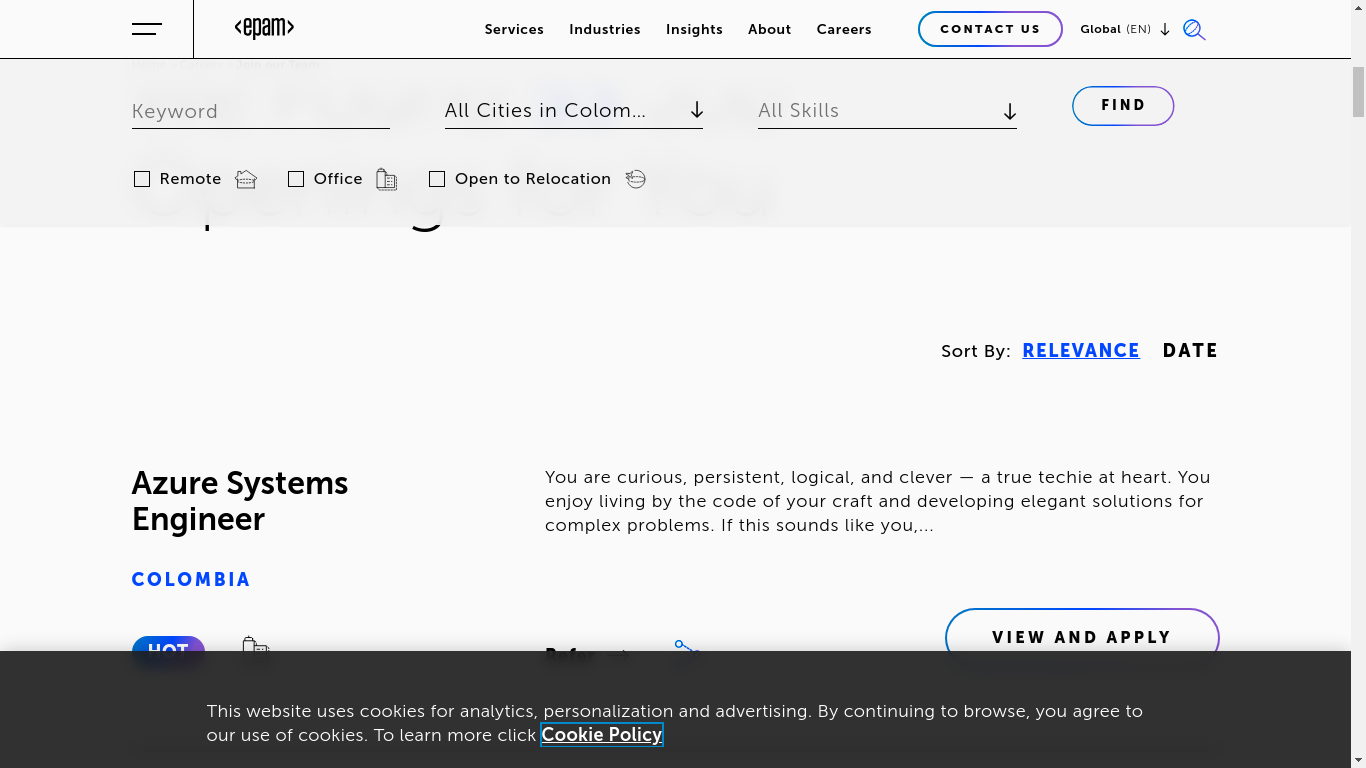 <epam>
Services Industries Insights About Careers
CONTACT US
Global (EN)
Keyword
All Cities in Colom...
All Skills
FIND
Remote
Office
Open to Relocation
Openings for You
Sort By: RELEVANCE DATE
Azure Systems
Engineer
You are curious, persistent, logical, and clever — a true techie at heart. You
enjoy living by the code of your craft and developing elegant solutions for
complex problems. If this sounds like you,...
COLOMBIA
HOT
Refer
VIEW AND APPLY
This website uses cookies for analytics, personalization and advertising. By continuing to browse, you agree to
our use of cookies. To learn more click Cookie Policy